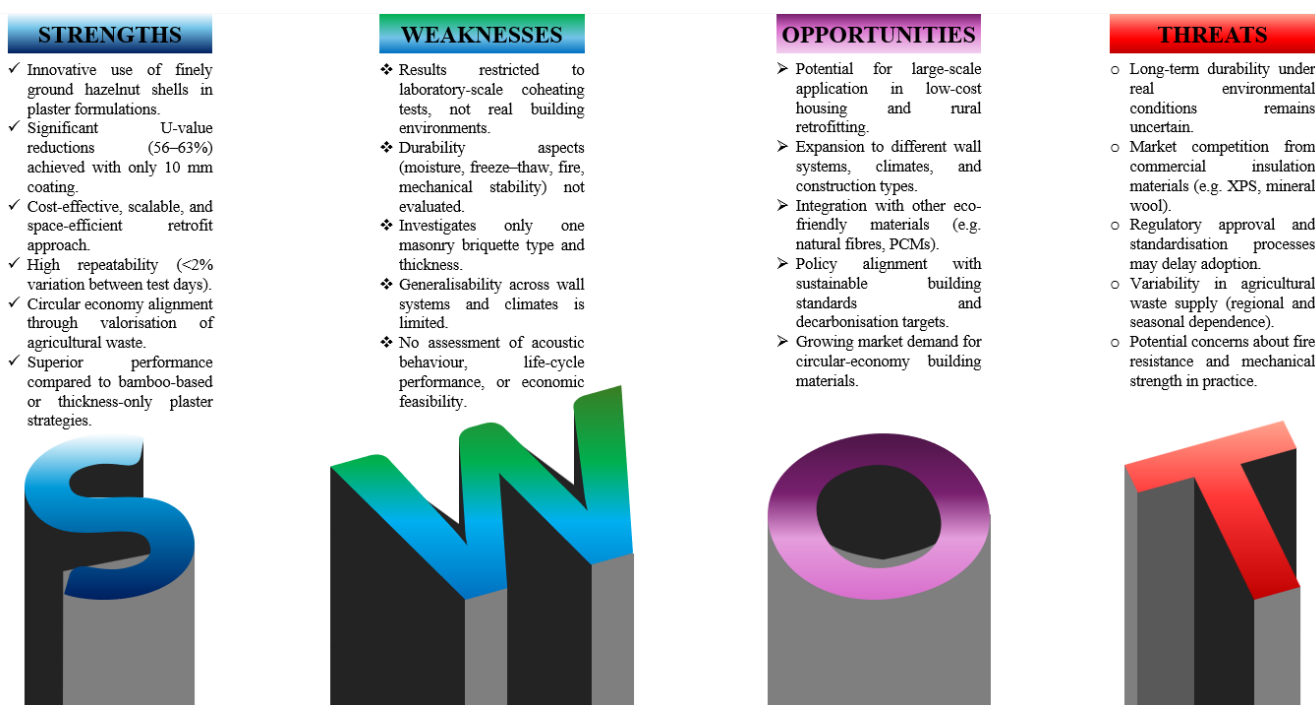 STRENGTHS
✓ Innovative use of finely
ground hazelnut shells in
plaster formulations.
✓ Significant U-value
reductions (56–63%)
achieved with only 10 mm
coating.
✓ Cost-effective, scalable, and
space-efficient retrofit
approach.
✓ High repeatability (<2%
variation between test days).
✓ Circular economy alignment
through valorisation of
agricultural waste.
✓ Superior performance
compared to bamboo-based
or thickness-only plaster
strategies.
S
WEAKNESSES
❖ Results restricted to
laboratory-scale coheating
tests, not real building
environments.
❖ Durability aspects
(moisture, freeze–thaw, fire,
mechanical stability) not
evaluated.
❖ Investigates only one
masonry briquette type and
thickness.
❖ Generalisability across wall
systems and climates is
limited.
❖ No assessment of acoustic
behaviour, life-cycle
performance, or economic
feasibility.
W
OPPORTUNITIES
➢ Potential for large-scale
application in low-cost
housing and rural
retrofitting.
➢ Expansion to different wall
systems, climates, and
construction types.
➢ Integration with other eco-
friendly materials (e.g.
natural fibres, PCMs).
➢ Policy alignment with
sustainable building
standards and
decarbonisation targets.
➢ Growing market demand for
circular-economy building
materials.
O
THREATS
○ Long-term durability under
real environmental
conditions remains
uncertain.
○ Market competition from
commercial insulation
materials (e.g. XPS, mineral
wool).
○ Regulatory approval and
standardisation processes
may delay adoption.
○ Variability in agricultural
waste supply (regional and
seasonal dependence).
○ Potential concerns about fire
resistance and mechanical
strength in practice.
T